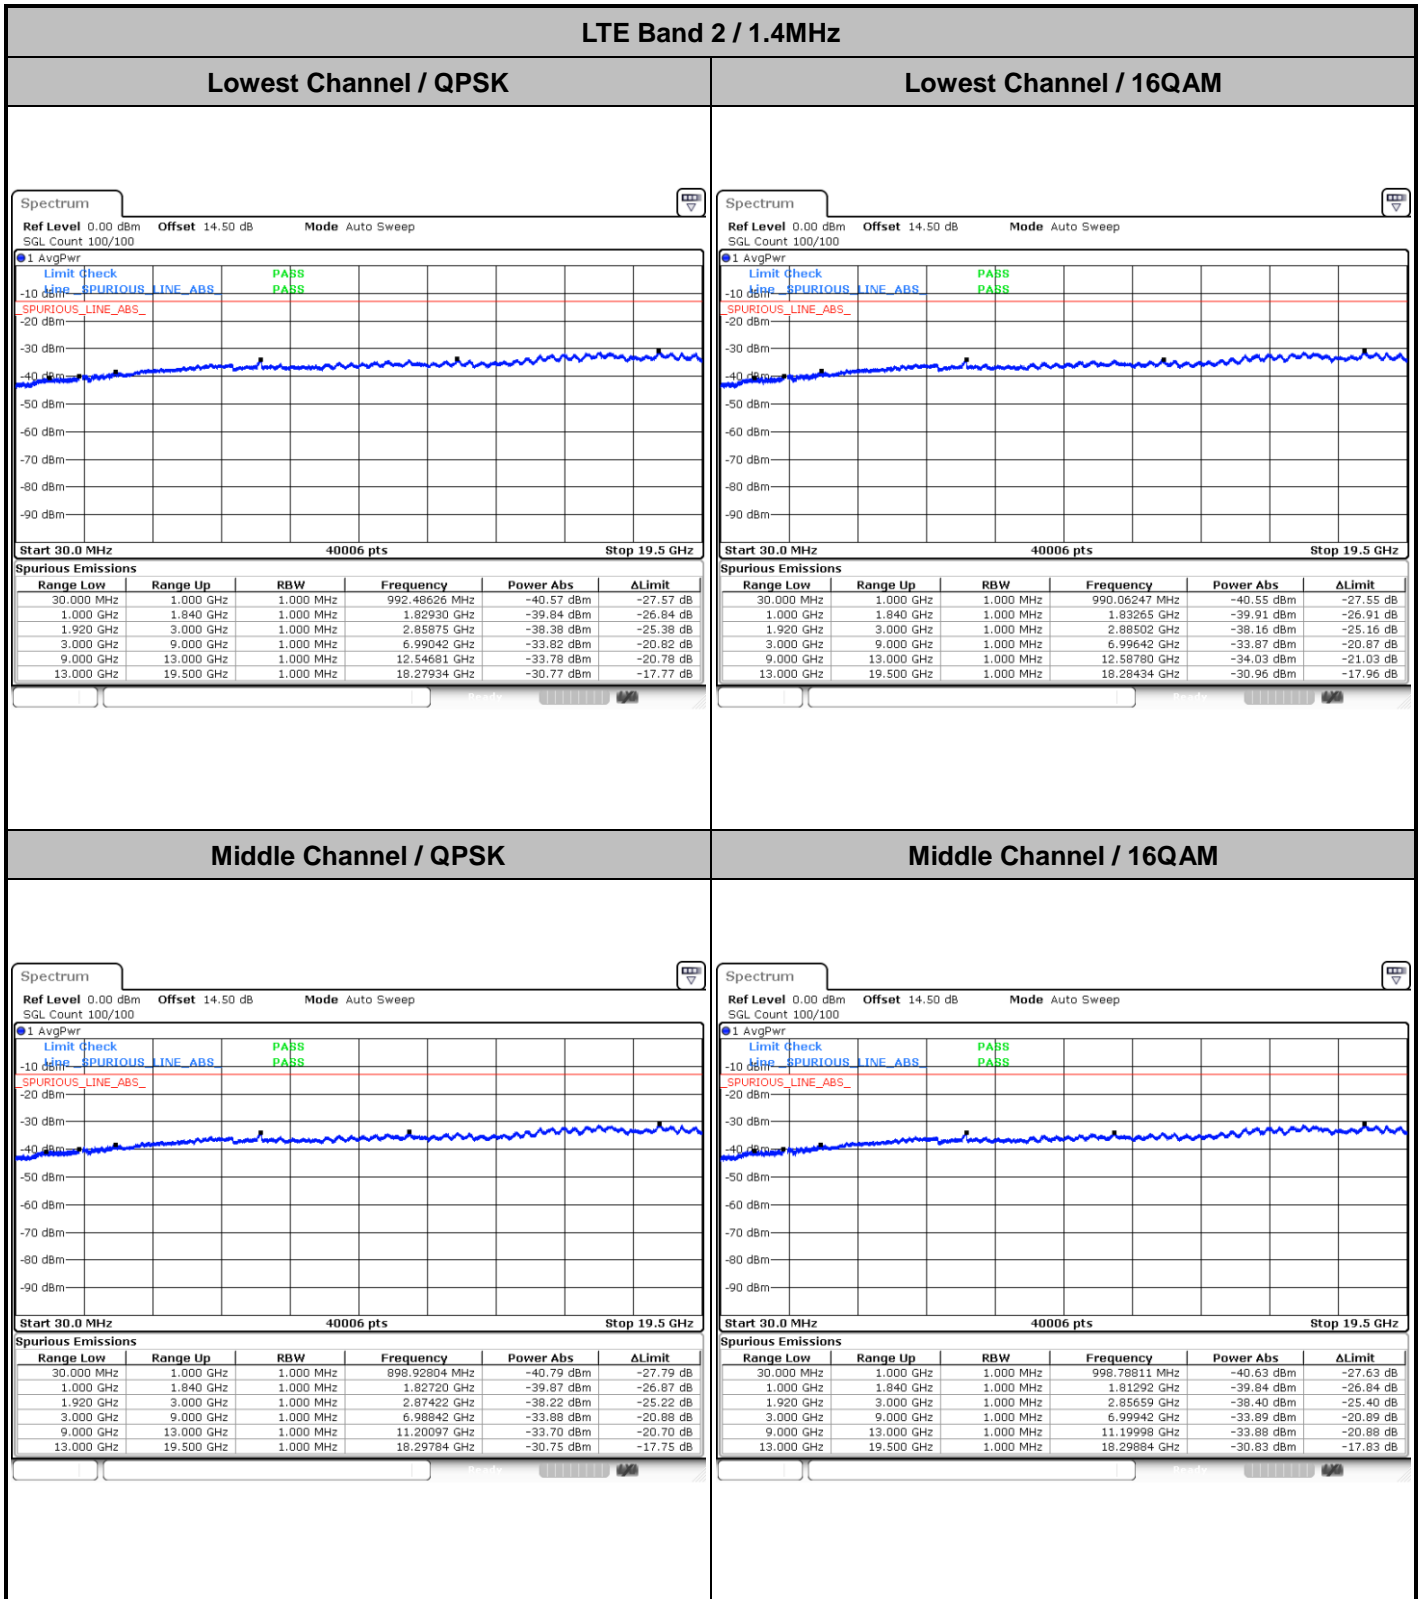 LTE Band 2 / 1.4MHz
Lowest Channel / QPSK
Lowest Channel / 16QAM
Spectrum
Ref Level 0.00 dBm Offset 14.50 dB Mode Auto Sweep
SGL Count 100/100
1 AvgPwr
Limit Check PASS
Line _SPURIOUS_LINE_ABS_ PASS
-10 dBm
_SPURIOUS_LINE_ABS_
-20 dBm
-30 dBm
-40 dBm
-50 dBm
-60 dBm
-70 dBm
-80 dBm
-90 dBm
Start 30.0 MHz 40006 pts Stop 19.5 GHz
Spurious Emissions
Range Low Range Up RBW Frequency Power Abs ΔLimit
30.000 MHz 1.000 GHz 1.000 MHz 992.48626 MHz -40.57 dBm -27.57 dB
1.000 GHz 1.840 GHz 1.000 MHz 1.82930 GHz -39.84 dBm -26.84 dB
1.920 GHz 3.000 GHz 1.000 MHz 2.85875 GHz -38.38 dBm -25.38 dB
3.000 GHz 9.000 GHz 1.000 MHz 6.99042 GHz -33.82 dBm -20.82 dB
9.000 GHz 13.000 GHz 1.000 MHz 12.54681 GHz -33.78 dBm -20.78 dB
13.000 GHz 19.500 GHz 1.000 MHz 18.27934 GHz -30.77 dBm -17.77 dB
Ready
Spectrum
Ref Level 0.00 dBm Offset 14.50 dB Mode Auto Sweep
SGL Count 100/100
1 AvgPwr
Limit Check PASS
Line _SPURIOUS_LINE_ABS_ PASS
-10 dBm
_SPURIOUS_LINE_ABS_
-20 dBm
-30 dBm
-40 dBm
-50 dBm
-60 dBm
-70 dBm
-80 dBm
-90 dBm
Start 30.0 MHz 40006 pts Stop 19.5 GHz
Spurious Emissions
Range Low Range Up RBW Frequency Power Abs ΔLimit
30.000 MHz 1.000 GHz 1.000 MHz 990.06247 MHz -40.55 dBm -27.55 dB
1.000 GHz 1.840 GHz 1.000 MHz 1.83265 GHz -39.91 dBm -26.91 dB
1.920 GHz 3.000 GHz 1.000 MHz 2.88502 GHz -38.16 dBm -25.16 dB
3.000 GHz 9.000 GHz 1.000 MHz 6.99642 GHz -33.87 dBm -20.87 dB
9.000 GHz 13.000 GHz 1.000 MHz 12.58780 GHz -34.03 dBm -21.03 dB
13.000 GHz 19.500 GHz 1.000 MHz 18.28434 GHz -30.96 dBm -17.96 dB
Ready
Middle Channel / QPSK
Middle Channel / 16QAM
Spectrum
Ref Level 0.00 dBm Offset 14.50 dB Mode Auto Sweep
SGL Count 100/100
1 AvgPwr
Limit Check PASS
Line _SPURIOUS_LINE_ABS_ PASS
-10 dBm
_SPURIOUS_LINE_ABS_
-20 dBm
-30 dBm
-40 dBm
-50 dBm
-60 dBm
-70 dBm
-80 dBm
-90 dBm
Start 30.0 MHz 40006 pts Stop 19.5 GHz
Spurious Emissions
Range Low Range Up RBW Frequency Power Abs ΔLimit
30.000 MHz 1.000 GHz 1.000 MHz 898.92804 MHz -40.79 dBm -27.79 dB
1.000 GHz 1.840 GHz 1.000 MHz 1.82720 GHz -39.87 dBm -26.87 dB
1.920 GHz 3.000 GHz 1.000 MHz 2.87422 GHz -38.22 dBm -25.22 dB
3.000 GHz 9.000 GHz 1.000 MHz 6.98842 GHz -33.88 dBm -20.88 dB
9.000 GHz 13.000 GHz 1.000 MHz 11.20097 GHz -33.70 dBm -20.70 dB
13.000 GHz 19.500 GHz 1.000 MHz 18.29784 GHz -30.75 dBm -17.75 dB
Ready
Spectrum
Ref Level 0.00 dBm Offset 14.50 dB Mode Auto Sweep
SGL Count 100/100
1 AvgPwr
Limit Check PASS
Line _SPURIOUS_LINE_ABS_ PASS
-10 dBm
_SPURIOUS_LINE_ABS_
-20 dBm
-30 dBm
-40 dBm
-50 dBm
-60 dBm
-70 dBm
-80 dBm
-90 dBm
Start 30.0 MHz 40006 pts Stop 19.5 GHz
Spurious Emissions
Range Low Range Up RBW Frequency Power Abs ΔLimit
30.000 MHz 1.000 GHz 1.000 MHz 998.78811 MHz -40.63 dBm -27.63 dB
1.000 GHz 1.840 GHz 1.000 MHz 1.81292 GHz -39.84 dBm -26.84 dB
1.920 GHz 3.000 GHz 1.000 MHz 2.85659 GHz -38.40 dBm -25.40 dB
3.000 GHz 9.000 GHz 1.000 MHz 6.99942 GHz -33.89 dBm -20.89 dB
9.000 GHz 13.000 GHz 1.000 MHz 11.19998 GHz -33.88 dBm -20.88 dB
13.000 GHz 19.500 GHz 1.000 MHz 18.29884 GHz -30.83 dBm -17.83 dB
Ready